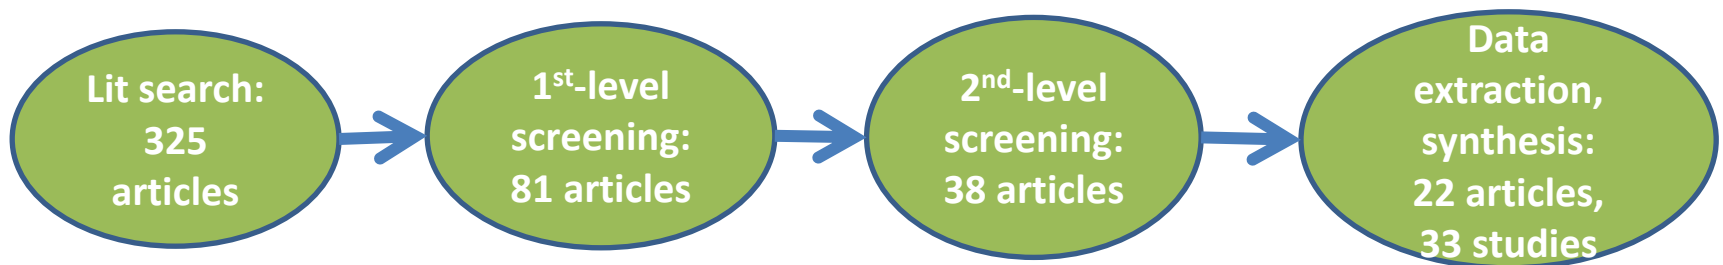 Lit search:
325
articles
1st-level
screening:
81 articles
2nd-level
screening:
38 articles
Data
extraction,
synthesis:
22 articles,
33 studies